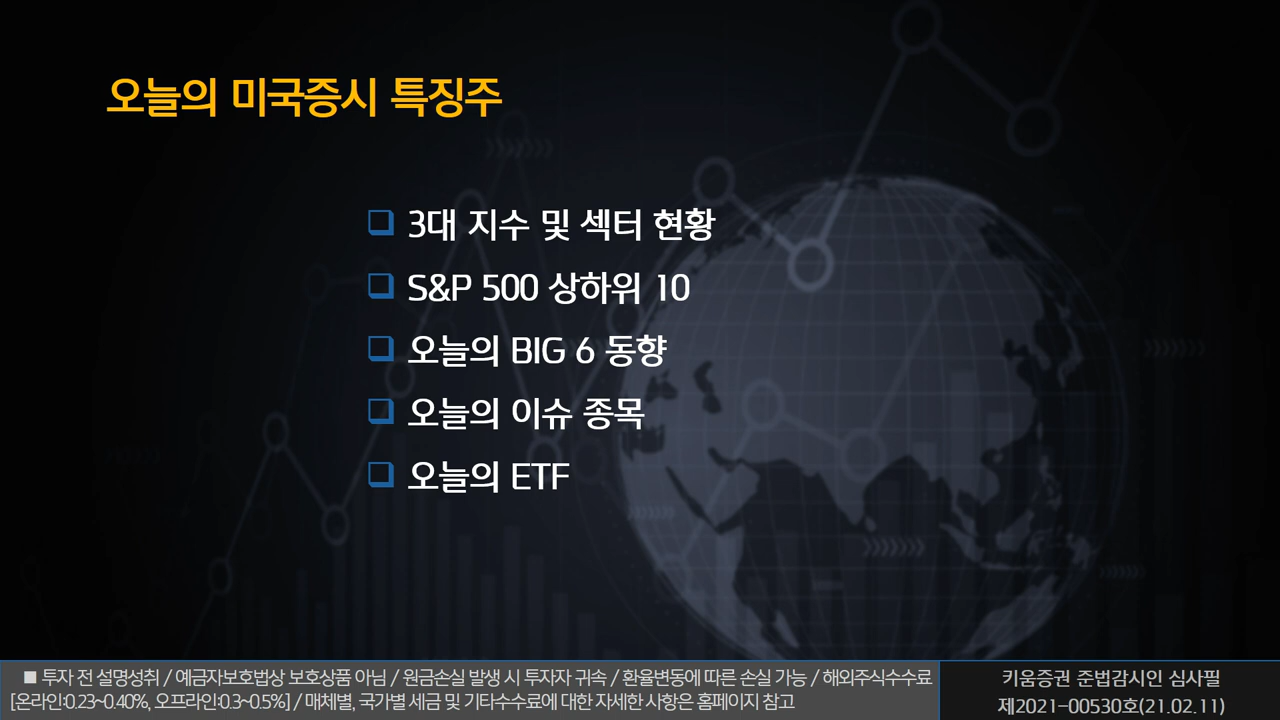 오늘의 미국증시 특징주
❑ 3대 지수 및 섹터 현황
❑ S&P 500 상하위 10
❑ 오늘의 BIG 6 동향
❑ 오늘의 이슈 종목
❑ 오늘의 ETF
■ 투자 전 설명성취 / 예금자보호법상 보호상품 아님 / 원금손실 발생 시 투자자 귀속 / 환율변동에 따른 손실 가능 / 해외주식수수료
[온라인:0.23~0.40%, 오프라인:0.3~0.5%] / 매체별, 국가별 세금 및 기타수수료에 대한 자세한 사항은 홈페이지 참고
키움증권 준법감시인 심사필
제2021-00530호(21.02.11)